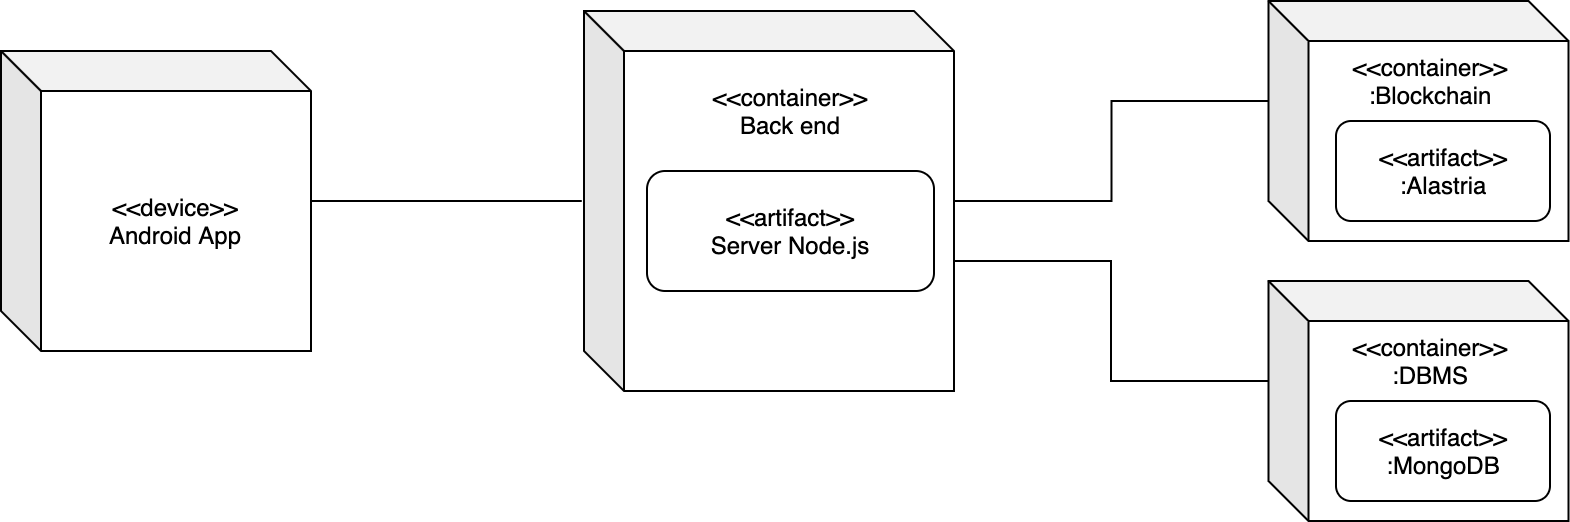 <<device>>
Android App
<<container>>
Back end
<<artifact>>
Server Node.js
<<container>>
:Blockchain
<<artifact>>
:Alastria
<<container>>
:DBMS
<<artifact>>
:MongoDB